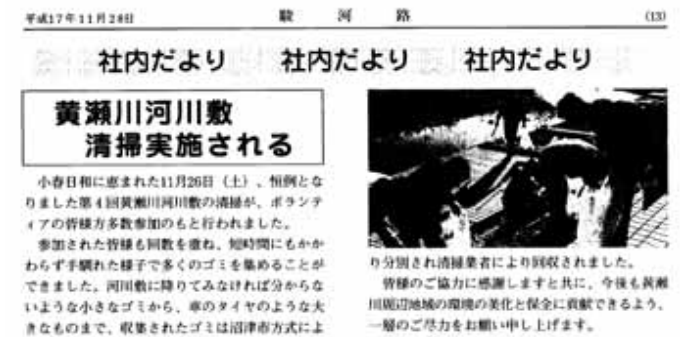 平成17年11月28日
駿河路
(13)
社内だより 社内だより 社内だより
黄瀬川河川敷
清掃実施される
小春日和に恵まれた11月26日（土）、恒例とな
りました第4回黄瀬川河川敷の清掃が、ボランテ
ィアの皆様方多数参加のもと行われました。
参加された皆様も回数を重ね、短時間にもかか
わらず手馴れた様子で多くのゴミを集めることが
できました。河川敷に降りてみなければ分からな
いような小さなゴミから、車のタイヤのような大
きなものまで、収集されたゴミは沼津市方式によ
り分別され清掃業者により回収されました。
皆様のご協力に感謝しますと共に、今後も黄瀬
川周辺地域の環境の美化と保全に貢献できるよう、
一層のご尽力をお願い申し上げます。